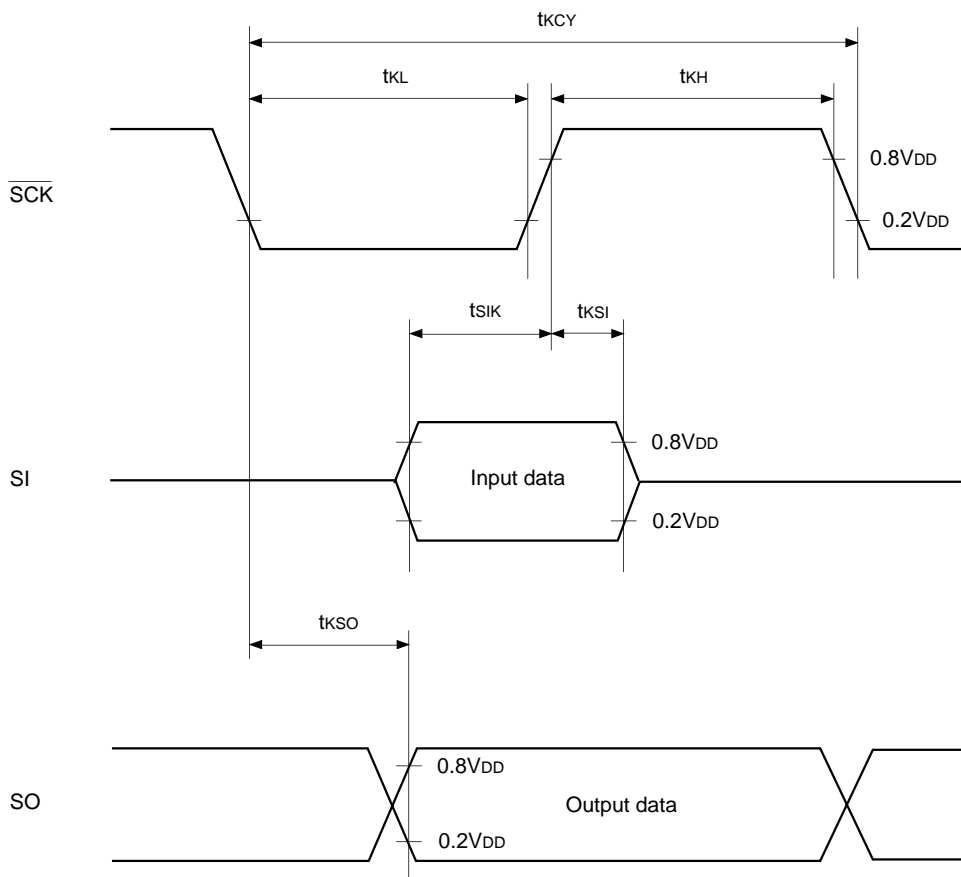 tKCY
tKL
tKH
0.8VDD
SCK
0.2VDD
tSIK
tKSI
0.8VDD
SI
Input data
0.2VDD
tKSO
0.8VDD
SO
Output data
0.2VDD